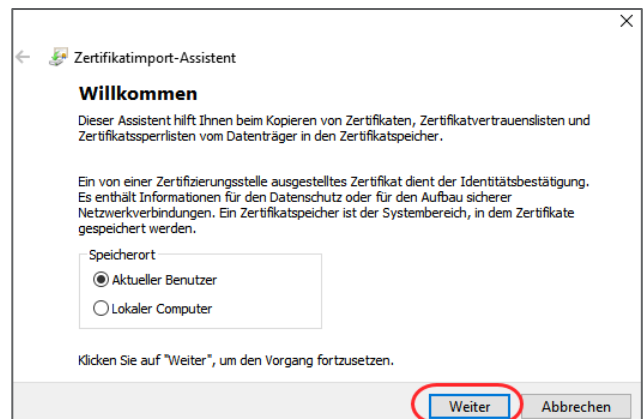 Zertifikatimport-Assistent
Willkommen
Dieser Assistent hilft Ihnen beim Kopieren von Zertifikaten, Zertifikatvertrauenslisten und
Zertifikatssperrlisten vom Datenträger in den Zertifikatspeicher.
Ein von einer Zertifizierungsstelle ausgestelltes Zertifikat dient der Identitätsbestätigung.
Es enthält Informationen für den Datenschutz oder für den Aufbau sicherer
Netzwerkverbindungen. Ein Zertifikatspeicher ist der Systembereich, in dem Zertifikate
gespeichert werden.
Speicherort
Aktueller Benutzer
Lokaler Computer
Klicken Sie auf "Weiter", um den Vorgang fortzusetzen.
Weiter Abbrechen